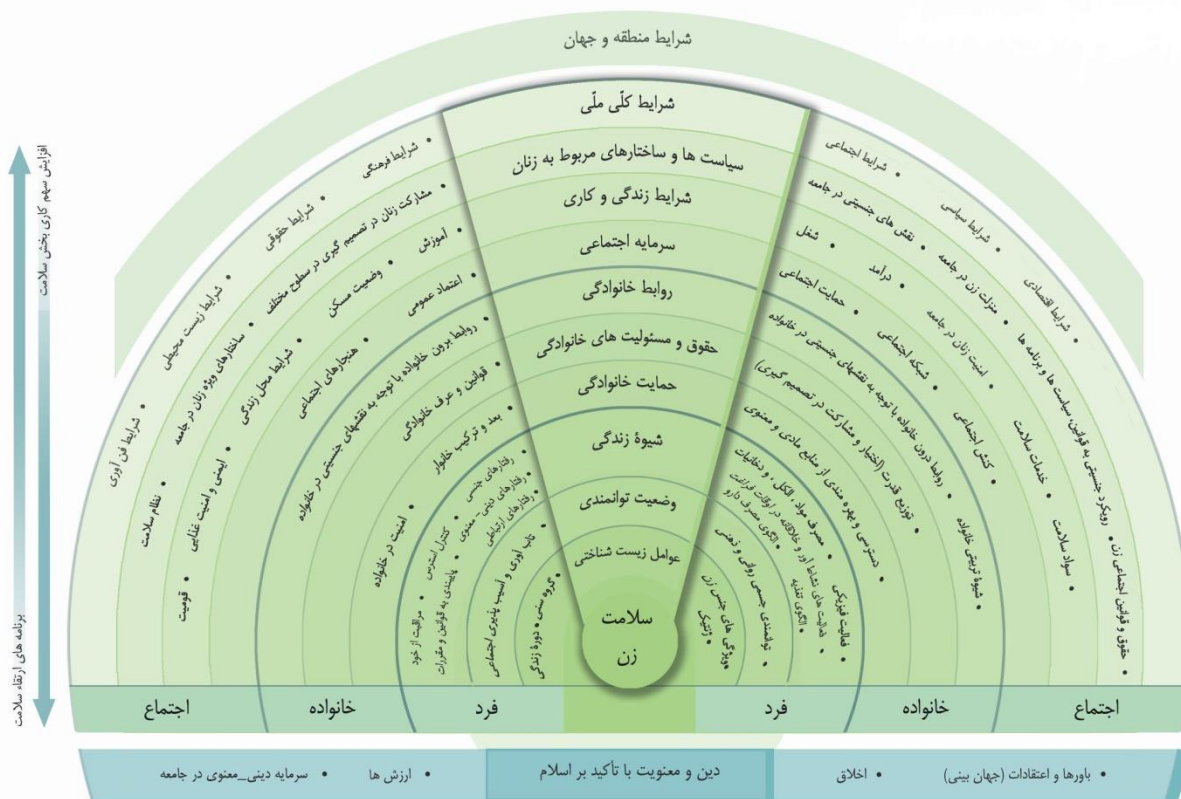 شرایط منطقه و جهان
شرایط کلّی ملّی
سیاست ها و ساختارهای مربوط به زنان
شرایط زندگی و کاری
سرمایه اجتماعی
روابط خانوادگی
حقوق و مسئولیت های خانوادگی
حمایت خانوادگی
شیوهٔ زندگی
وضعیت توانمندی
عوامل زیست شناختی
سلامت
زن
• شرایط اجتماعی
• شرایط سیاسی
• شرایط اقتصادی
• نقش های جنسیتی در جامعه
• منزلت زن در جامعه
• رویکرد جنسیتی به قوانین، سیاست ها و برنامه ها
• حقوق و قوانین اجتماعی زن
• شغل
• درآمد
• امنیت زنان در جامعه
• خدمات سلامت
• سواد سلامت
• حمایت اجتماعی
• شبکه اجتماعی
• کنش اجتماعی
• روابط درون خانواده با توجه به نقشهای جنسیتی در خانواده
• شیوهٔ تربیتی خانواده
• توزیع قدرت (اختیار و مشارکت در تصمیم گیری)
• دسترسی و بهره مندی از منابع مادی و معنوی
• مصرف مواد، الکل، و دخانیات
• فعالیت های نشاط آور و خلاقانه در اوقات فراغت
• الگوی مصرف دارو
• فعالیت فیزیکی
• الگوی تغذیه
• توانمندی جسمی روانی و ذهنی
• ویژگی های جنس زن
• ژنتیک
• شرایط فرهنگی
• شرایط حقوقی
• شرایط زیست محیطی
• شرایط فن آوری
• مشارکت زنان در تصمیم گیری در سطوح مختلف
• ساختارهای ویژه زنان در جامعه
• نظام سلامت
• آموزش
• وضعیت مسکن
• شرایط محل زندگی
• ایمنی و امنیت غذایی
• قومیت
• اعتماد عمومی
• هنجارهای اجتماعی
• روابط برون خانواده با توجه به نقشهای جنسیتی در خانواده
• قوانین و عرف خانوادگی
• بعد و ترکیب خانوار
• امنیت در خانواده
• رفتارهای جنسی
• رفتارهای دینی_ معنوی
• رفتارهای ارتباطی
• کنترل استرس
• پایبندی به قوانین و مقررات
• مراقبت از خود
• تاب آوری و آسیب پذیری اجتماعی
• گروه سنی
• دورهٔ زندگی
افزایش سهم کاری بخش سلامت
برنامه های ارتقاء سلامت
اجتماع
خانواده
فرد
فرد
خانواده
اجتماع
• باورها و اعتقادات (جهان بینی)
• اخلاق
دین و معنویت با تأکید بر اسلام
• ارزش ها
• سرمایه دینی_معنوی در جامعه